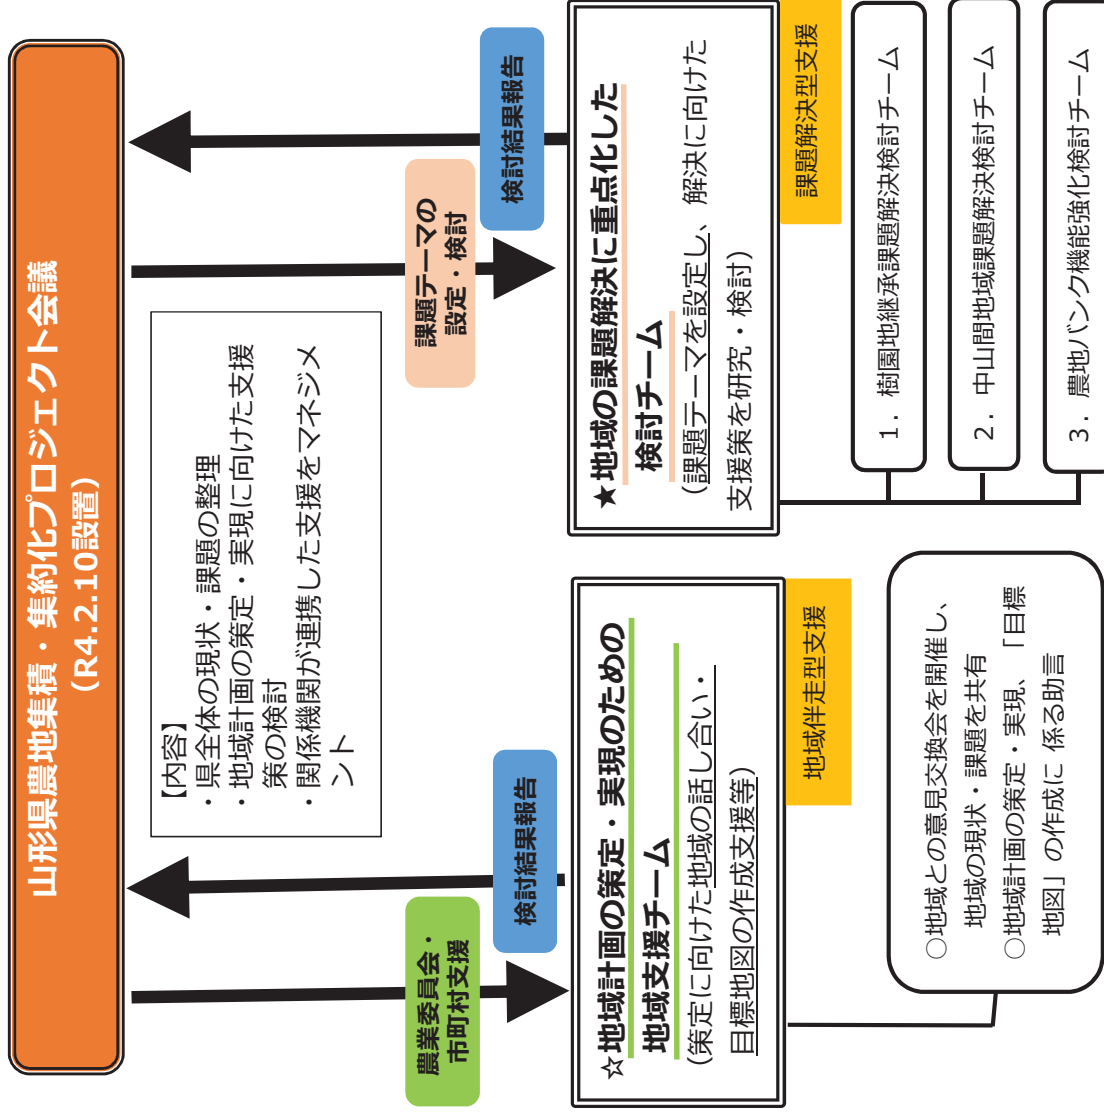 山形県農地集積・集約化プロジェクト会議
（R4.2.10設置）
【内容】
・県全体の現状・課題の整理
・地域計画の策定・実現に向けた支援
策の検討
・関係機関が連携した支援をマネジメ
ント
農業委員会・
市町村支援
検討結果報告
課題テーマの
設定・検討
検討結果報告
☆地域計画の策定・実現のための
地域支援チーム
（策定に向けた地域の話し合い・
目標地図の作成支援等）
地域伴走型支援
○地域との意見交換会を開催し、
地域の現状・課題を共有
○地域計画の策定・実現、「目標
地図」の作成に 係る助言
★地域の課題解決に重点化した
検討チーム
（課題テーマを設定し、解決に向けた
支援策を研究・検討）
課題解決型支援
１．樹園地継承課題解決検討チーム
２．中山間地域課題解決検討チーム
３．農地バンク機能強化検討チーム